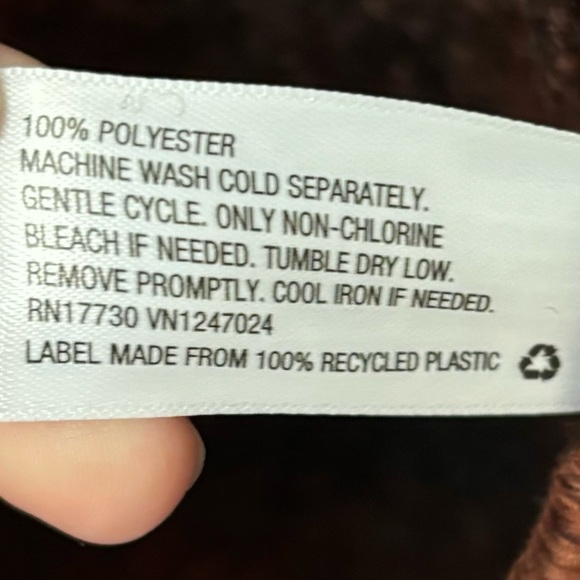 100% POLYESTER
MACHINE WASH COLD SEPARATELY.
GENTLE CYCLE. ONLY NON-CHLORINE
BLEACH IF NEEDED. TUMBLE DRY LOW.
REMOVE PROMPTLY. COOL IRON IF NEEDED.
RN17730 VN1247024
LABEL MADE FROM 100% RECYCLED PLASTIC